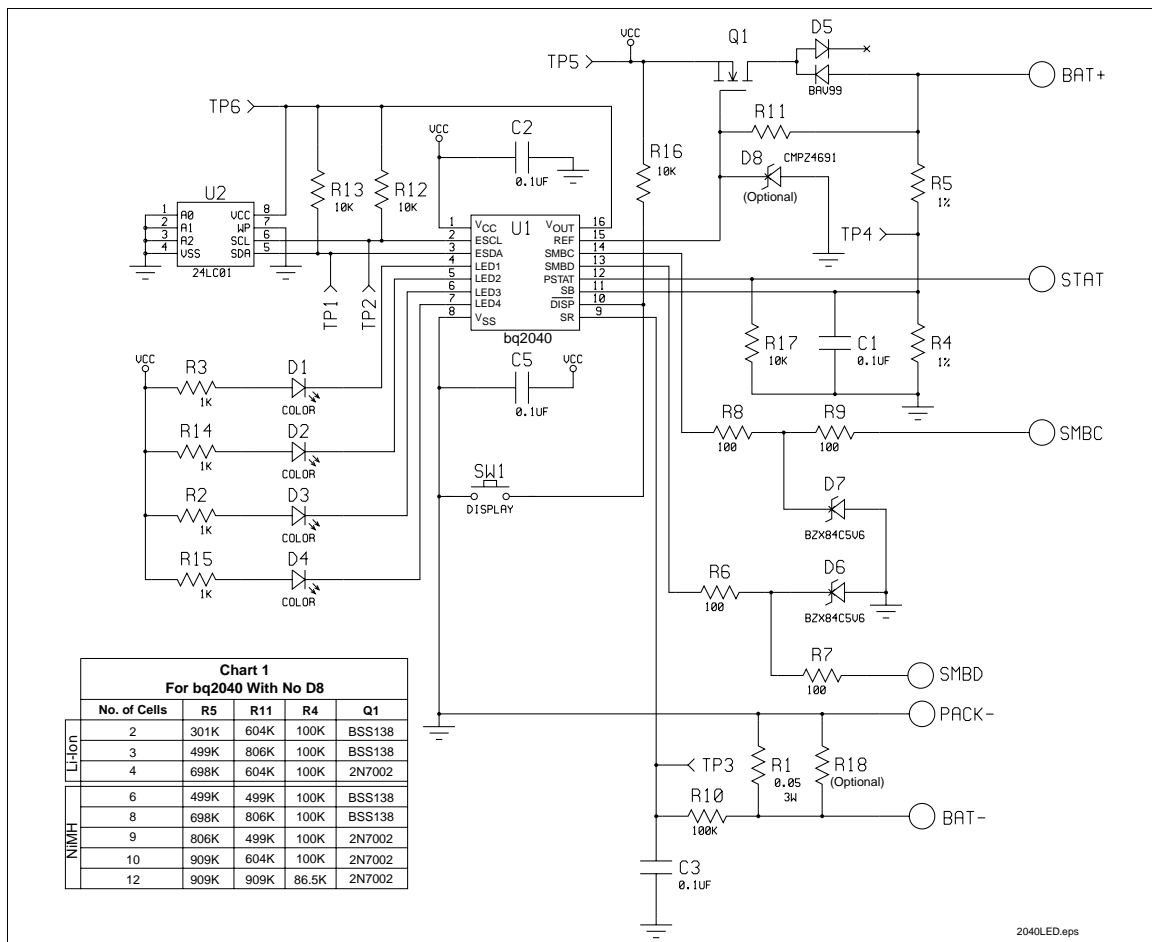 D5
VCC
Q1
TP5
BAV99
BAT+
TP6
R11
VCC
C2
0.1UF
R16
10K
D8
CMPZ4691
(Optional)
R5
1%
U2
R13
10K
R12
10K
1 A0 VCC 8
2 A1 WP 7
3 A2 SCL 6
4 VSS SDA 5
24LC01
U1
1 VCC VOUT 16
2 ESCL REF 15
3 ESDA SMBC 14
4 LED1 SMBD 13
5 LED2 PSTAT 12
6 LED3 SB 11
7 LED4 DISP 10
8 VSS SR 9
bq2040
TP4
TP1
TP2
STAT
R17
10K
C1
0.1UF
R4
1%
VCC
R3
1K
D1
COLOR
C5
VCC
0.1UF
R14
1K
D2
COLOR
R8
100
R9
100
SMBC
SW1
DISPLAY
D7
BZX84C5V6
R2
1K
D3
COLOR
R15
1K
D4
COLOR
R6
100
D6
BZX84C5V6
R7
100
SMBD
PACK-
TP3
R1
0.05
3W
R18
(Optional)
R10
100K
BAT-
C3
0.1UF
Chart 1
For bq2040 With No D8
No. of Cells R5 R11 R4 Q1
Li-Ion
2 301K 604K 100K BSS138
3 499K 806K 100K BSS138
4 698K 604K 100K 2N7002
NiMH
6 499K 499K 100K BSS138
8 698K 806K 100K BSS138
9 806K 499K 100K 2N7002
10 909K 604K 100K 2N7002
12 909K 909K 86.5K 2N7002
2040LED.eps